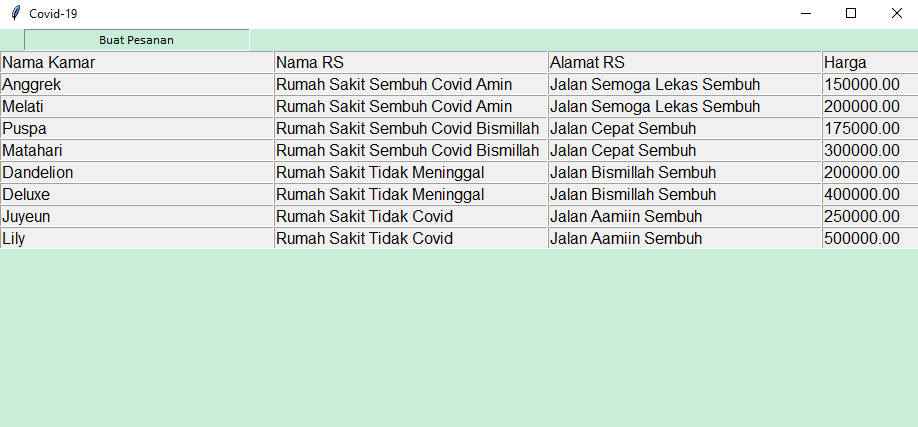 Covid-19
Buat Pesanan
Nama Kamar Nama RS Alamat RS Harga
Anggrek Rumah Sakit Sembuh Covid Amin Jalan Semoga Lekas Sembuh 150000.00
Melati Rumah Sakit Sembuh Covid Amin Jalan Semoga Lekas Sembuh 200000.00
Puspa Rumah Sakit Sembuh Covid Bismillah Jalan Cepat Sembuh 175000.00
Matahari Rumah Sakit Sembuh Covid Bismillah Jalan Cepat Sembuh 300000.00
Dandelion Rumah Sakit Tidak Meninggal Jalan Bismillah Sembuh 200000.00
Deluxe Rumah Sakit Tidak Meninggal Jalan Bismillah Sembuh 400000.00
Juyeun Rumah Sakit Tidak Covid Jalan Aamiin Sembuh 250000.00
Lily Rumah Sakit Tidak Covid Jalan Aamiin Sembuh 500000.00